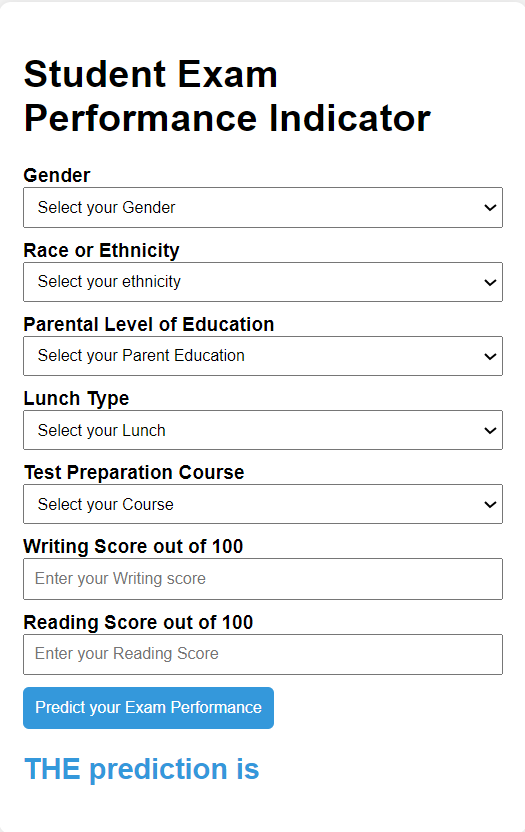 Student Exam
Performance Indicator
Gender
Select your Gender
Race or Ethnicity
Select your ethnicity
Parental Level of Education
Select your Parent Education
Lunch Type
Select your Lunch
Test Preparation Course
Select your Course
Writing Score out of 100
Enter your Writing score
Reading Score out of 100
Enter your Reading Score
Predict your Exam Performance
THE prediction is